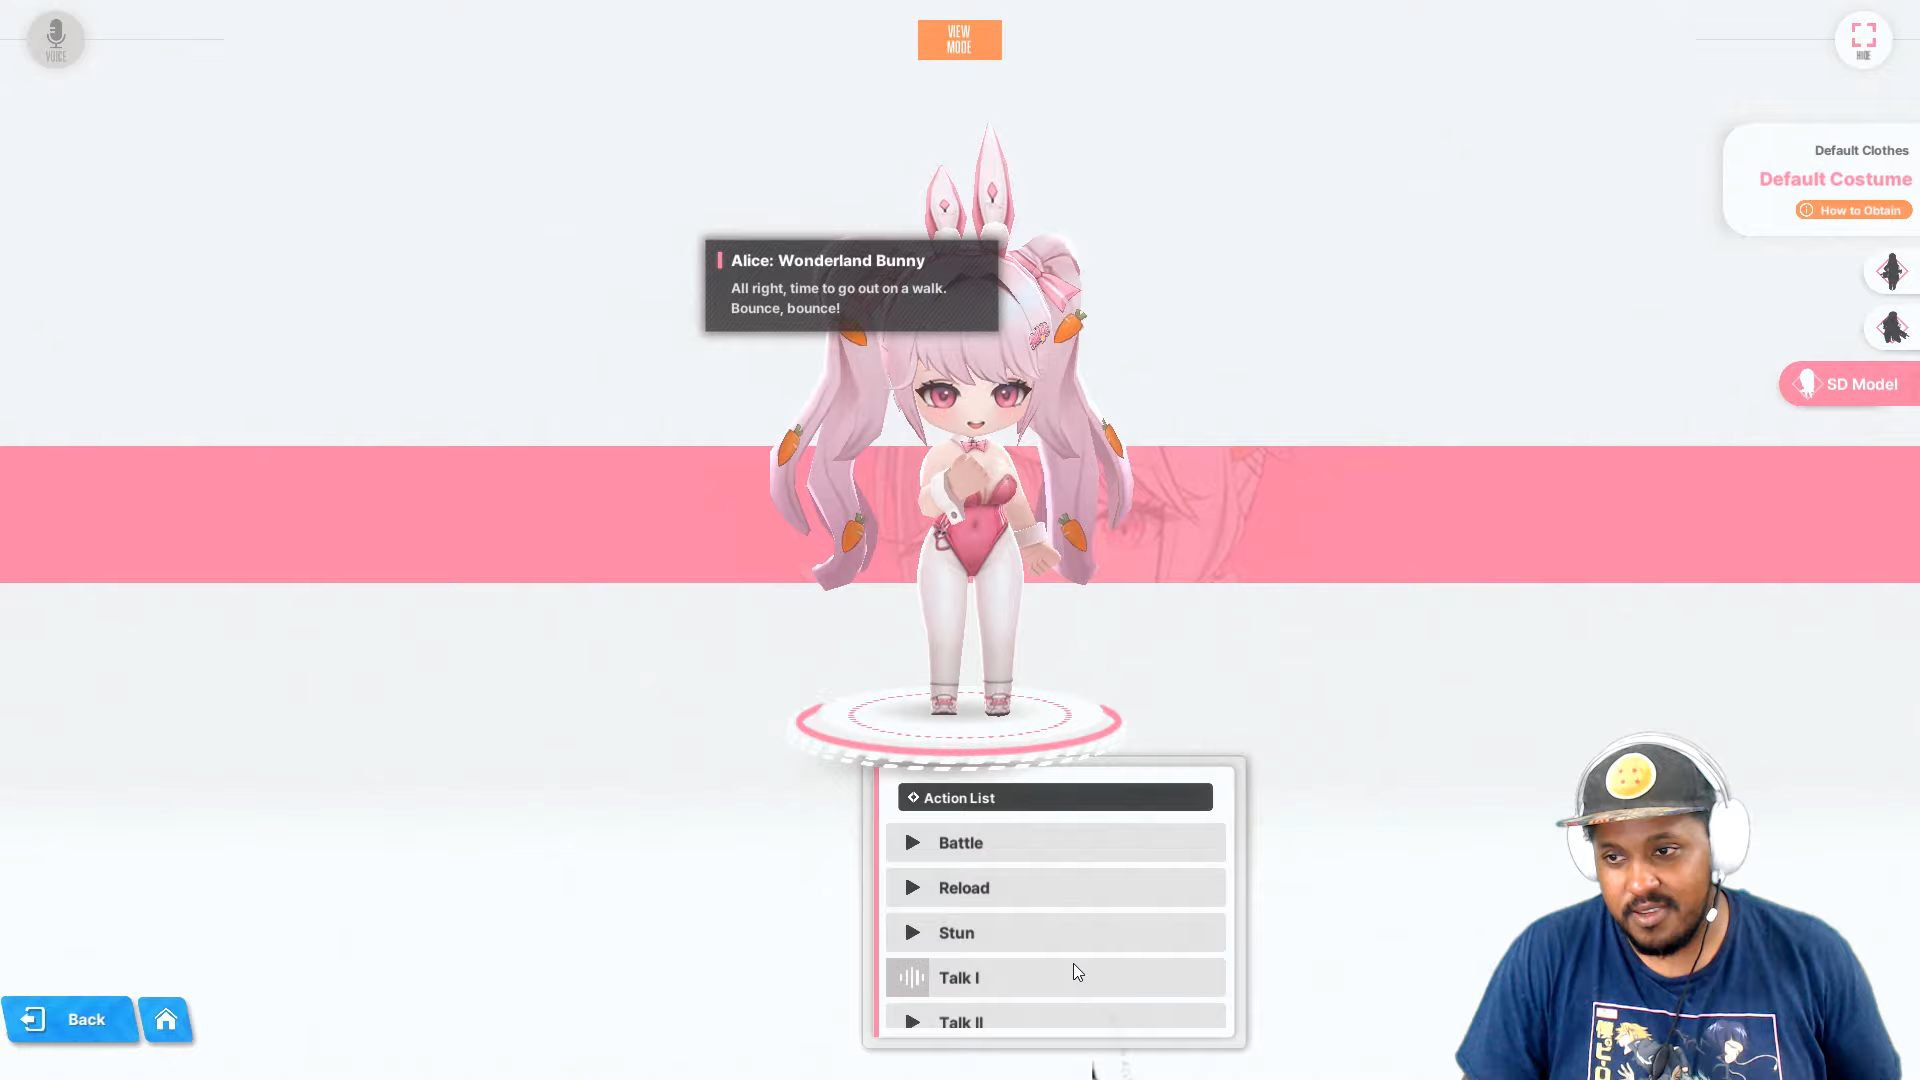 VOICE
VIEW
MODE
HIDE
Default Clothes
Default Costume
How to Obtain
SD Model
Alice: Wonderland Bunny
All right, time to go out on a walk.
Bounce, bounce!
Action List
Battle
Reload
Stun
Talk I
Talk II
Back